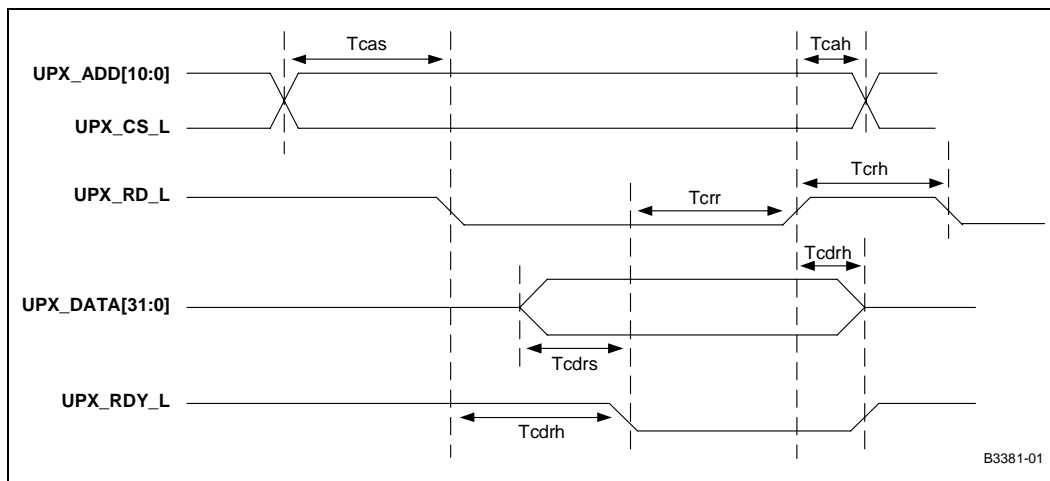 Tcas
Tcah
UPX_ADD[10:0]
UPX_CS_L
Tcrh
UPX_RD_L
Tcrr
Tcdrh
UPX_DATA[31:0]
Tcdrs
UPX_RDY_L
Tcdrh
B3381-01